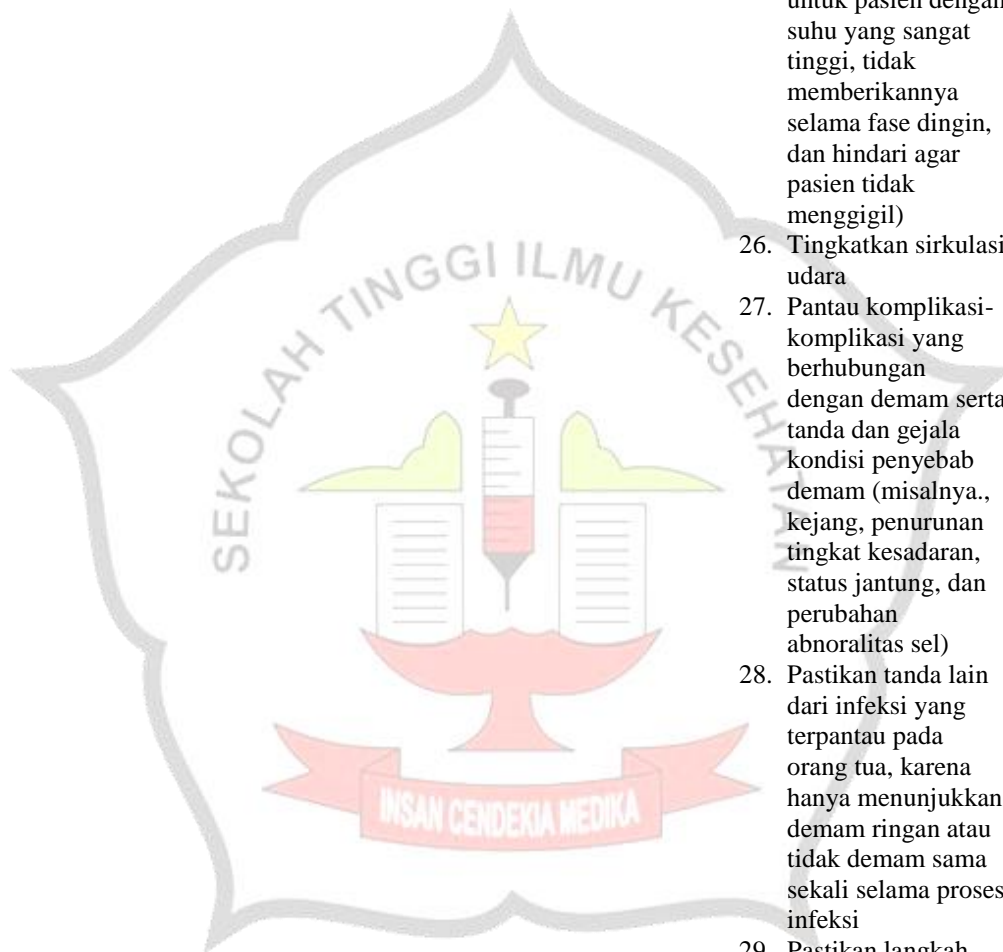 untuk pasien dengan
suhu yang sangat
tinggi, tidak
memberikannya
selama fase dingin,
dan hindari agar
pasien tidak
menggigil)
26. Tingkatkan sirkulasi
udara
27. Pantau komplikasi-
komplikasi yang
berhubungan
dengan demam serta
tanda dan gejala
kondisi penyebab
demam (misalnya.,
kejang, penurunan
tingkat kesadaran,
status jantung, dan
perubahan
abnoralitas sel)
28. Pastikan tanda lain
dari infeksi yang
terpantau pada
orang tua, karena
hanya menunjukkan
demam ringan atau
tidak demam sama
sekali selama proses
infeksi
29. Pastikan langkah
SEKOLAH TINGGI ILMU KESEHATAN
INSAN CENDEKIA MEDIKA